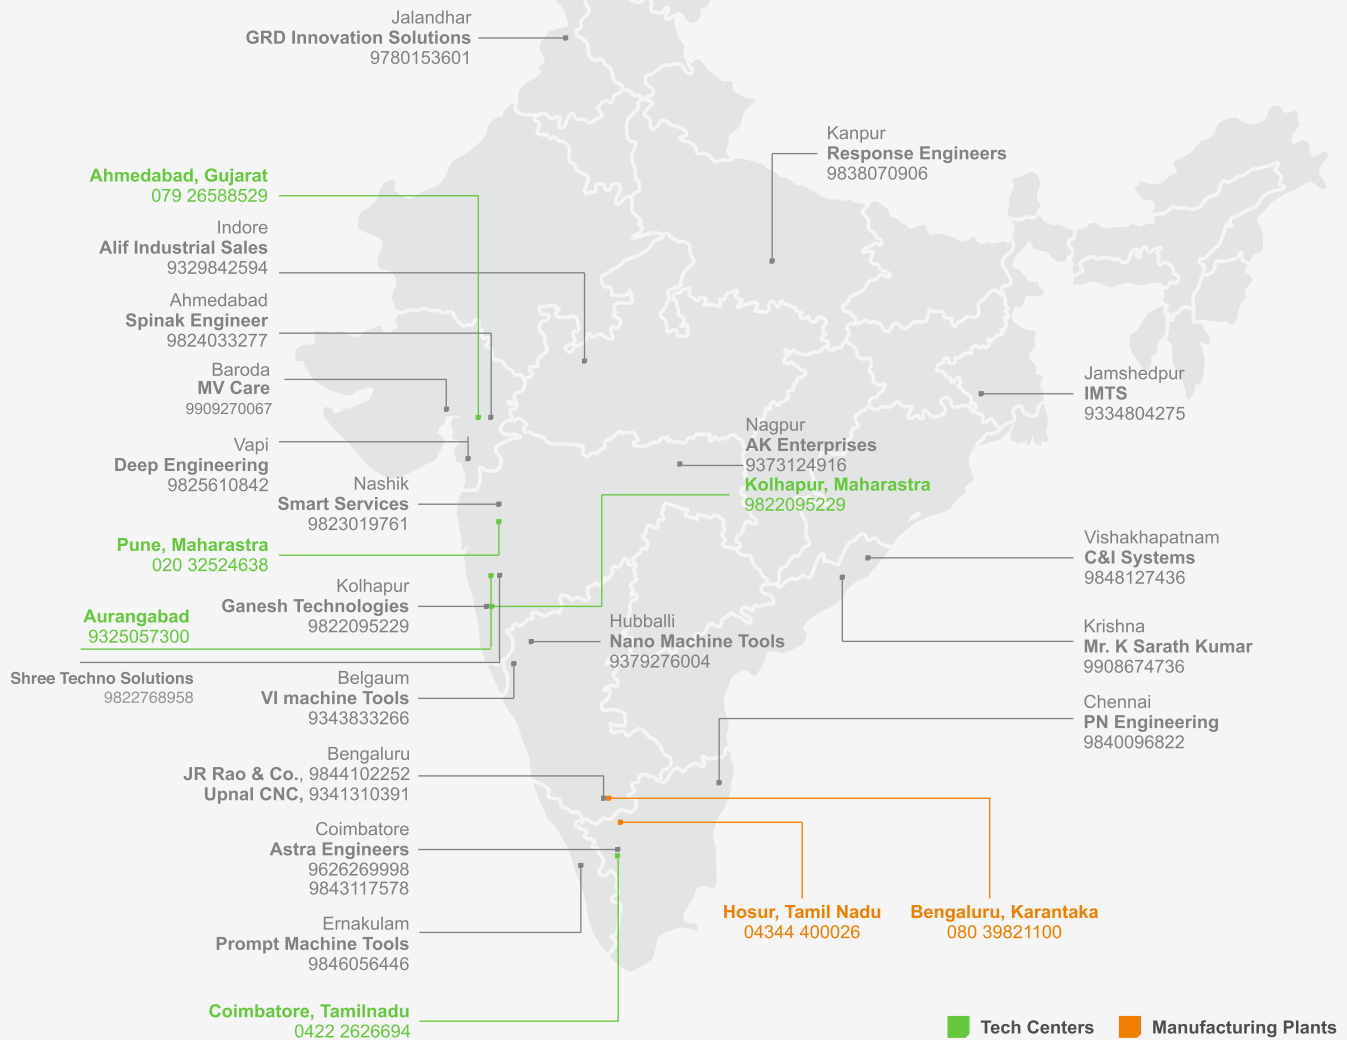 Jalandhar
GRD Innovation Solutions
9780153601
Kanpur
Response Engineers
9838070906
Ahmedabad, Gujarat
079 26588529
Indore
Alif Industrial Sales
9329842594
Ahmedabad
Spinak Engineer
9824033277
Baroda
MV Care
9909270067
Jamshedpur
IMTS
9334804275
Vapi
Deep Engineering
9825610842
Nagpur
AK Enterprises
9373124916
Kolhapur, Maharastra
9822095229
Nashik
Smart Services
9823019761
Pune, Maharastra
020 32524638
Vishakhapatnam
C&I Systems
9848127436
Kolhapur
Ganesh Technologies
9822095229
Aurangabad
9325057300
Hubballi
Nano Machine Tools
9379276004
Krishna
Mr. K Sarath Kumar
9908674736
Shree Techno Solutions
9822768958
Belgaum
VI machine Tools
9343833266
Chennai
PN Engineering
9840096822
Bengaluru
JR Rao & Co., 9844102252
Upnal CNC, 9341310391
Coimbatore
Astra Engineers
9626269998
9843117578
Ernakulam
Prompt Machine Tools
9846056446
Hosur, Tamil Nadu
04344 400026
Bengaluru, Karantaka
080 39821100
Coimbatore, Tamilnadu
0422 2626694
Tech Centers
Manufacturing Plants